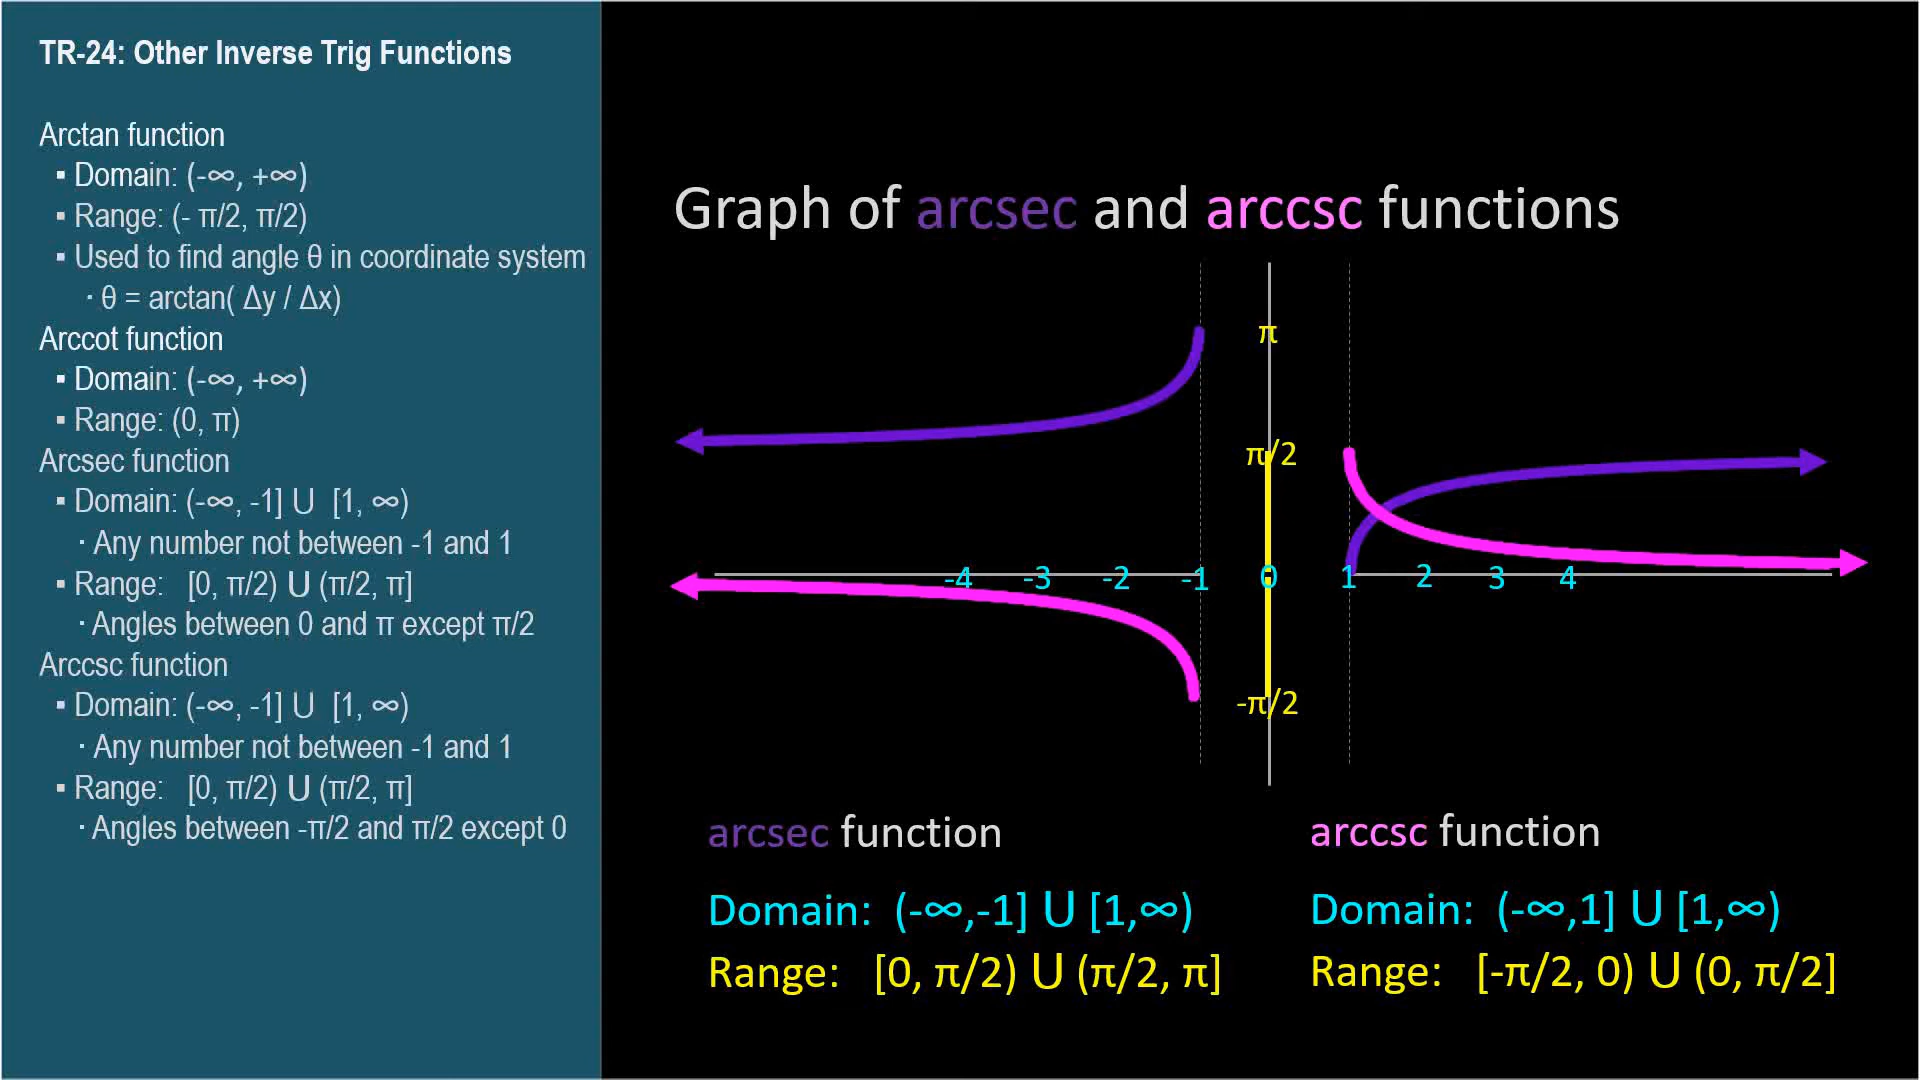 TR-24: Other Inverse Trig Functions
Arctan function
▪ Domain: (-∞, +∞)
▪ Range: (- π/2, π/2)
▪ Used to find angle θ in coordinate system
· θ = arctan( Δy / Δx)
Arccot function
▪ Domain: (-∞, +∞)
▪ Range: (0, π)
Arcsec function
▪ Domain: (-∞, -1] U [1, ∞)
· Any number not between -1 and 1
▪ Range: [0, π/2) U (π/2, π]
· Angles between 0 and π except π/2
Arccsc function
▪ Domain: (-∞, -1] U [1, ∞)
· Any number not between -1 and 1
▪ Range: [0, π/2) U (π/2, π]
· Angles between -π/2 and π/2 except 0
Graph of arcsec and arccsc functions
π
π/2
-4 -3 -2 -1 0 1 2 3 4
-π/2
arcsec function
Domain: (-∞,-1] U [1,∞)
Range: [0, π/2) U (π/2, π]
arccsc function
Domain: (-∞,1] U [1,∞)
Range: [-π/2, 0) U (0, π/2]